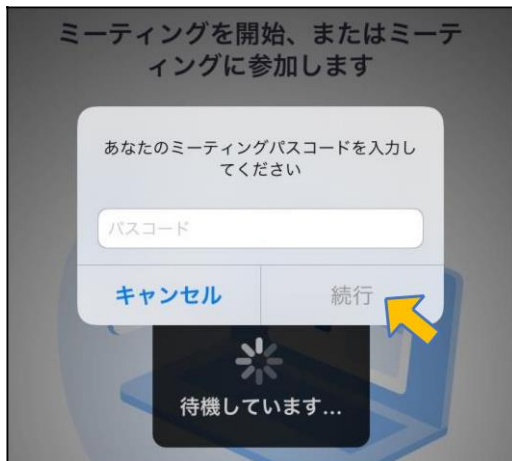 ミーティングを開始、またはミーテ
ィングに参加します
あなたのミーティングパスコードを入力し
てください
パスコード
キャンセル
続行
待機しています...